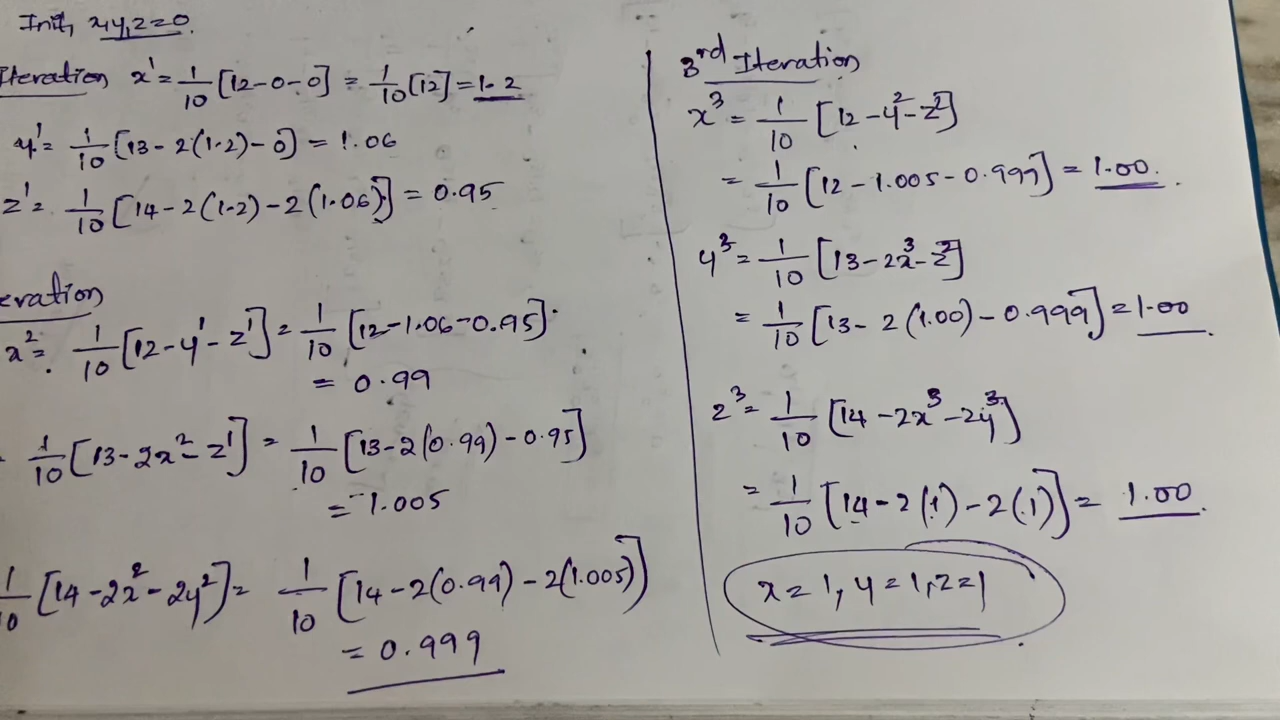 Init, x,y,z=0.
Iteration x¹ = 1/10 [12-0-0] = 1/10 [12] = 1.2
y¹ = 1/10 [13 - 2(1.2) - 0] = 1.06
z¹ = 1/10 [14 - 2(1.2) - 2(1.06)] = 0.95
eration
x² = 1/10 [12 - y¹ - z¹] = 1/10 [12 - 1.06 - 0.95]
= 0.99
1/10 [13 - 2x² - z¹] = 1/10 [13 - 2(0.99) - 0.95]
= 1.005
1/10 [14 - 2x² - 2y²] = 1/10 [14 - 2(0.99) - 2(1.005)]
= 0.999
3rd Iteration
x³ = 1/10 [12 - y² - z²]
= 1/10 [12 - 1.005 - 0.999] = 1.00.
y³ = 1/10 [13 - 2x³ - z²]
= 1/10 [13 - 2(1.00) - 0.999] = 1.00
z³ = 1/10 [14 - 2x³ - 2y³]
= 1/10 [14 - 2(1) - 2(1)] = 1.00
x = 1, y = 1, z = 1